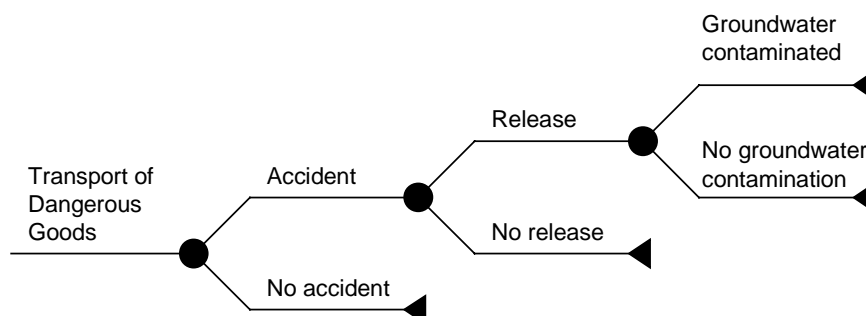 Groundwater
contaminated
Release
No groundwater
contamination
Accident
Transport of
Dangerous
Goods
No release
No accident